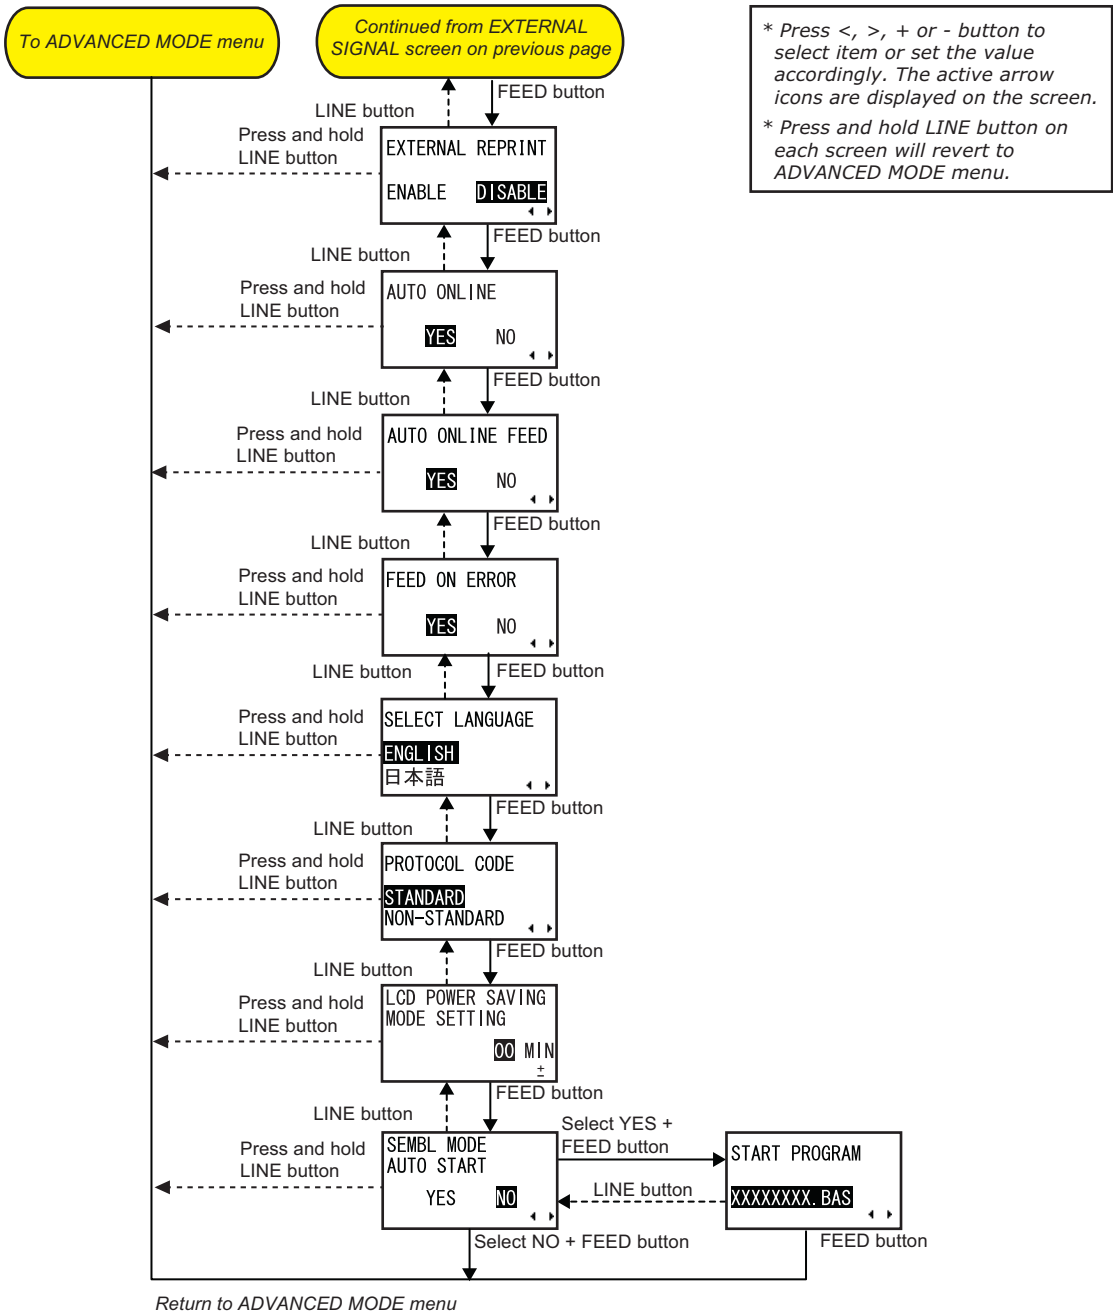 To ADVANCED MODE menu
Continued from EXTERNAL
SIGNAL screen on previous page
* Press <, >, + or - button to
select item or set the value
accordingly. The active arrow
icons are displayed on the screen.
* Press and hold LINE button on
each screen will revert to
ADVANCED MODE menu.
FEED button
LINE button
Press and hold
LINE button
EXTERNAL REPRINT
ENABLE DISABLE
FEED button
LINE button
Press and hold
LINE button
AUTO ONLINE
YES NO
FEED button
LINE button
Press and hold
LINE button
AUTO ONLINE FEED
YES NO
FEED button
LINE button
Press and hold
LINE button
FEED ON ERROR
YES NO
FEED button
LINE button
Press and hold
LINE button
SELECT LANGUAGE
ENGLISH
日本語
FEED button
LINE button
Press and hold
LINE button
PROTOCOL CODE
STANDARD
NON-STANDARD
FEED button
LINE button
Press and hold
LINE button
LCD POWER SAVING
MODE SETTING
00 MIN
±
FEED button
LINE button
Press and hold
LINE button
SEMBL MODE
AUTO START
YES NO
Select YES +
FEED button
LINE button
START PROGRAM
XXXXXXXX.BAS
Select NO + FEED button
FEED button
Return to ADVANCED MODE menu